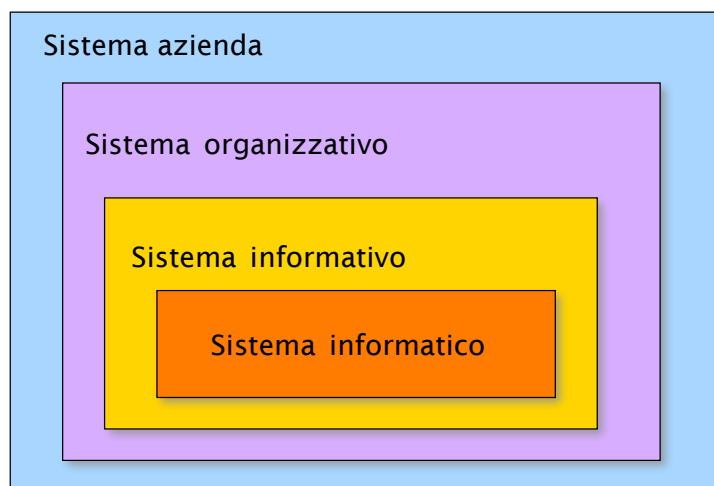 Sistema azienda
Sistema organizzativo
Sistema informativo
Sistema informatico